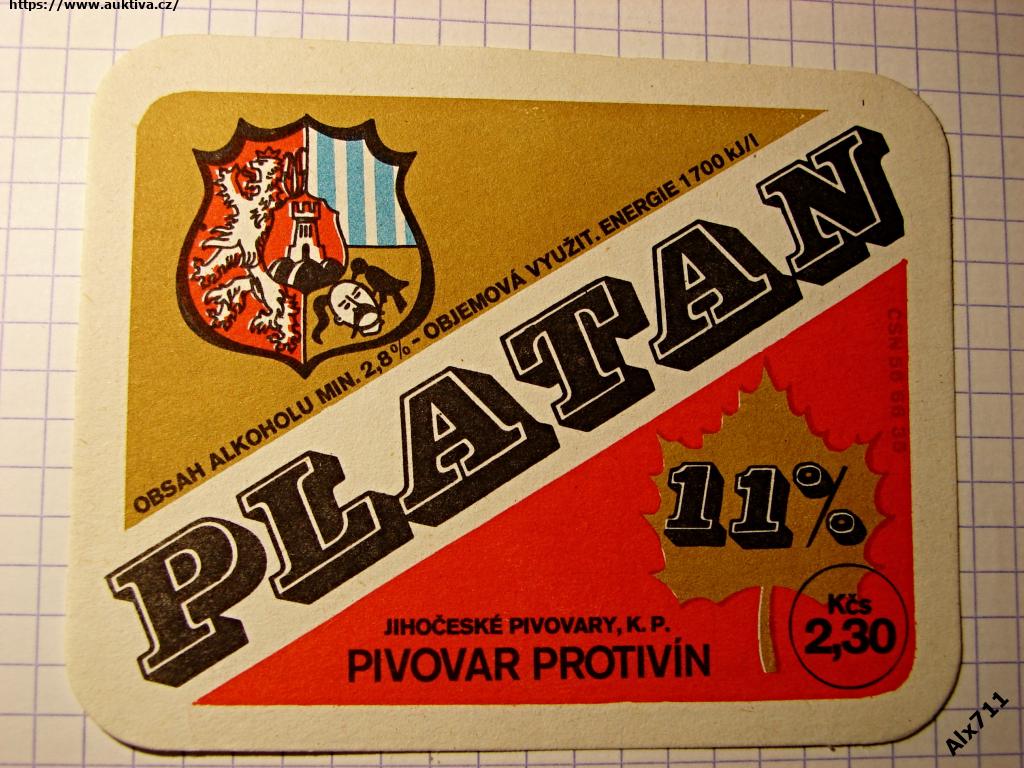 https://www.auktiva.cz/
OBSAH ALKOHOLU MIN. 2,8% - OBJEMOVÁ VYUŽIT. ENERGIE 1700 kJ/l
PLATAN
ČSN 56 66 35
11%
Kčs
2,30
JIHOČESKÉ PIVOVARY, K. P.
PIVOVAR PROTIVÍN
Alx711